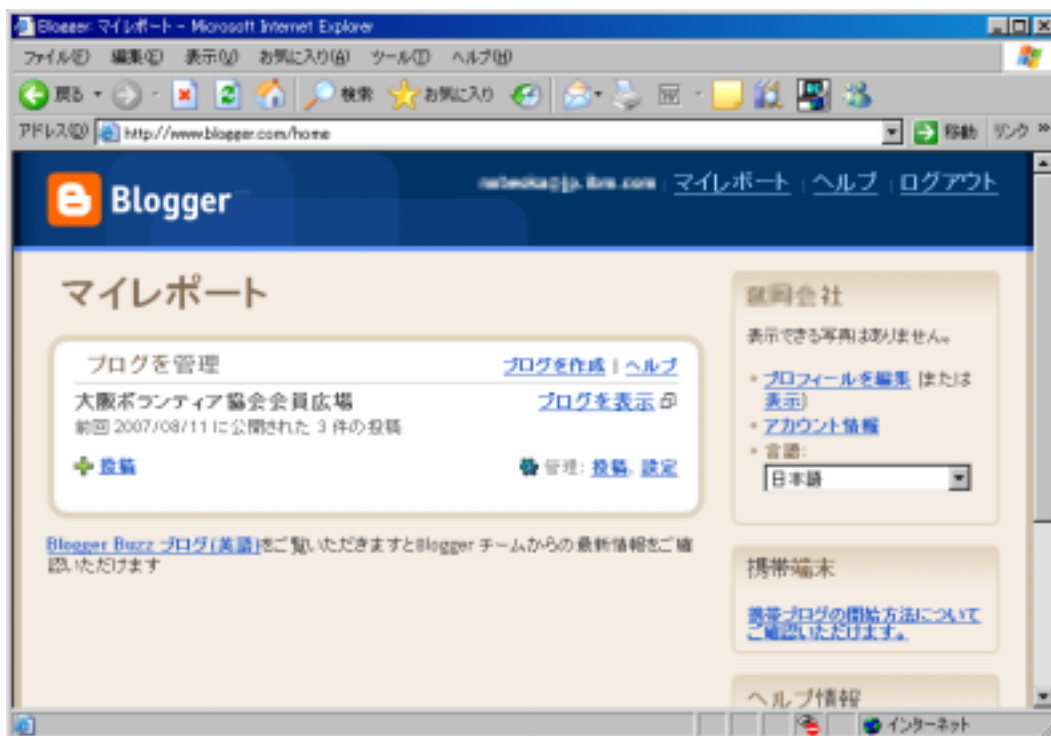 Blogger: マイレポート - Microsoft Internet Explorer
ファイル(F) 編集(E) 表示(V) お気に入り(A) ツール(T) ヘルプ(H)
戻る 検索 お気に入り
アドレス(D) http://www.blogger.com/home 移動 リンク »
Blogger
マイレポート | ヘルプ | ログアウト
マイレポート
ブログを管理 ブログを作成 | ヘルプ
大阪ボランティア協会会員広場 ブログを表示
前回 2007/08/11 に公開された 3 件の投稿
投稿 管理: 投稿, 設定
Blogger Buzz ブログ(英語)をご覧いただきますとBlogger チームからの最新情報をご確
認いただけます
会社
表示できる写真はありません。
プロフィールを編集 (または
表示)
アカウント情報
言語:
日本語
携帯端末
携帯ブログの開始方法について
ご確認いただけます。
ヘルプ情報
インターネット